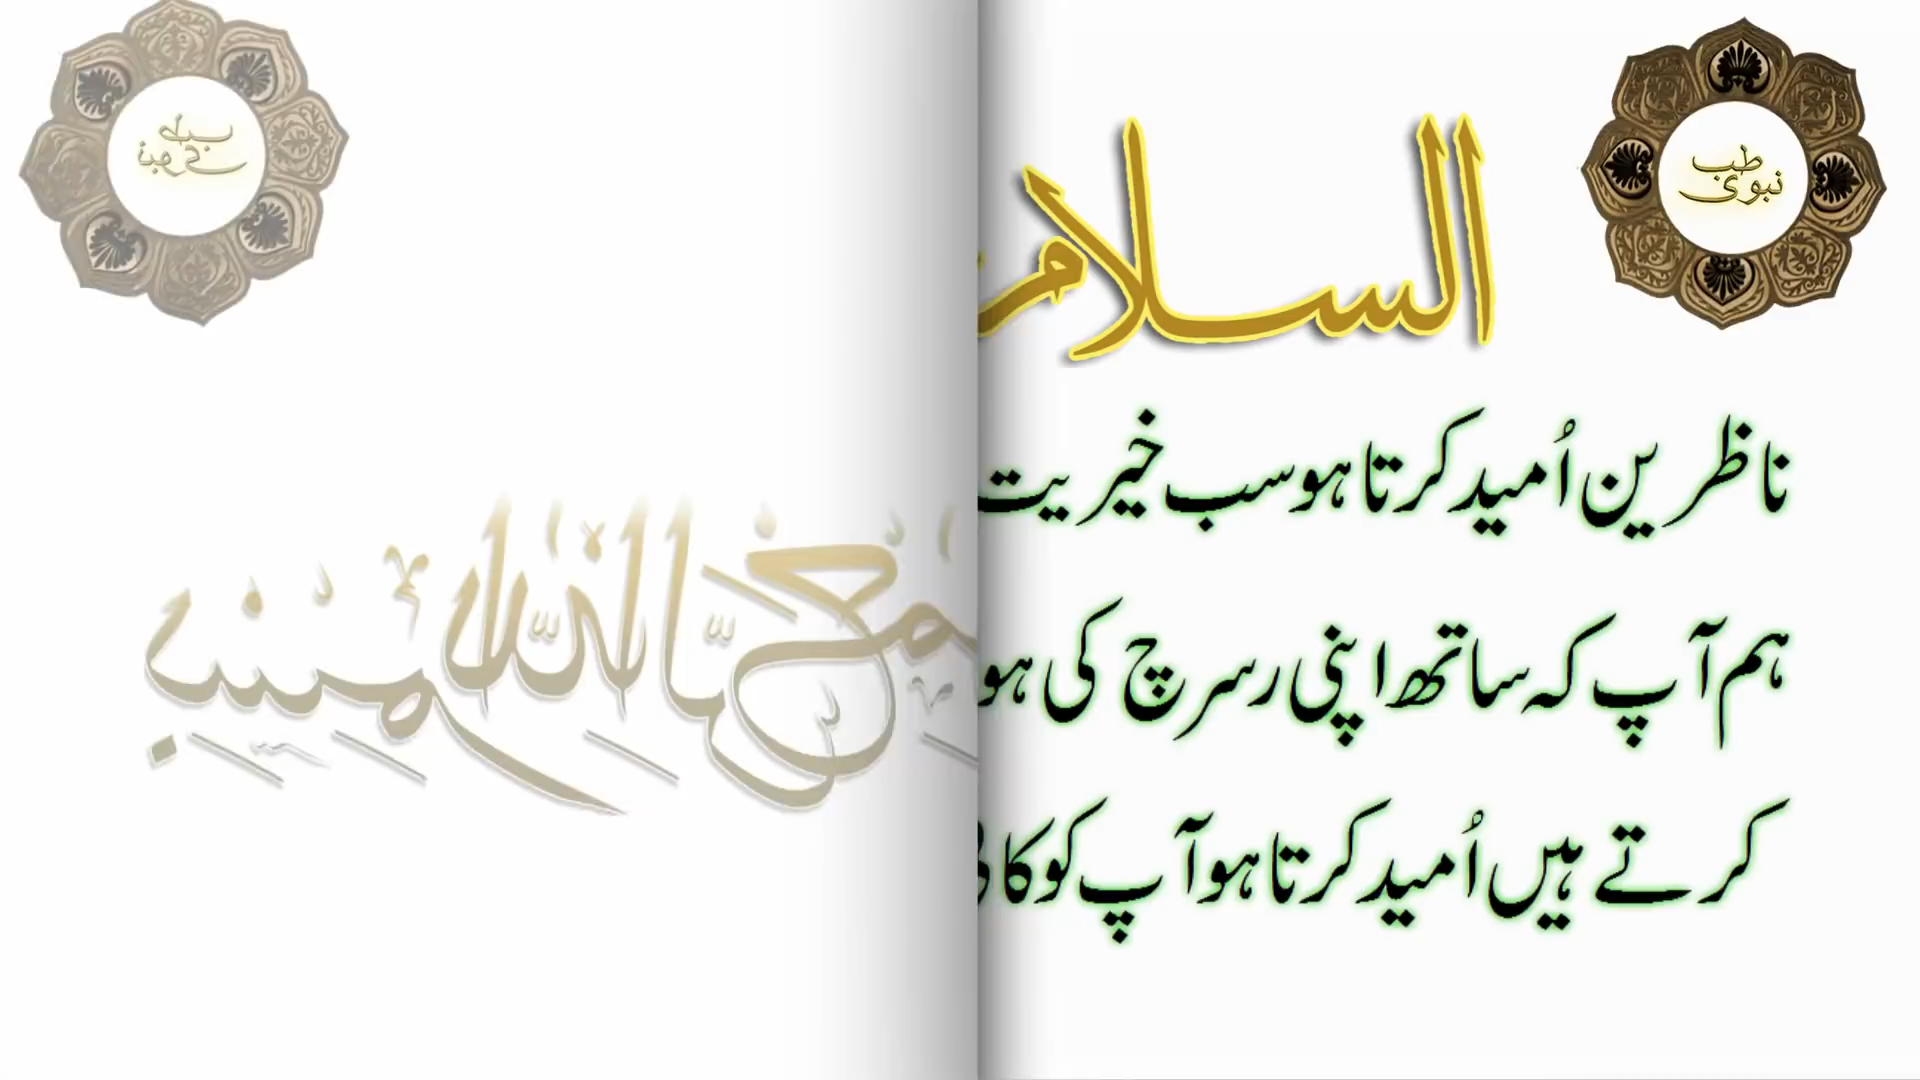 طب
نبوی
السلام
ناظرین اُمید کرتا ہو سب خیریت
ہم آپ کہ ساتھ اپنی رسرچ کی ہو
کرتے ہیں اُمید کرتا ہو آپ کو